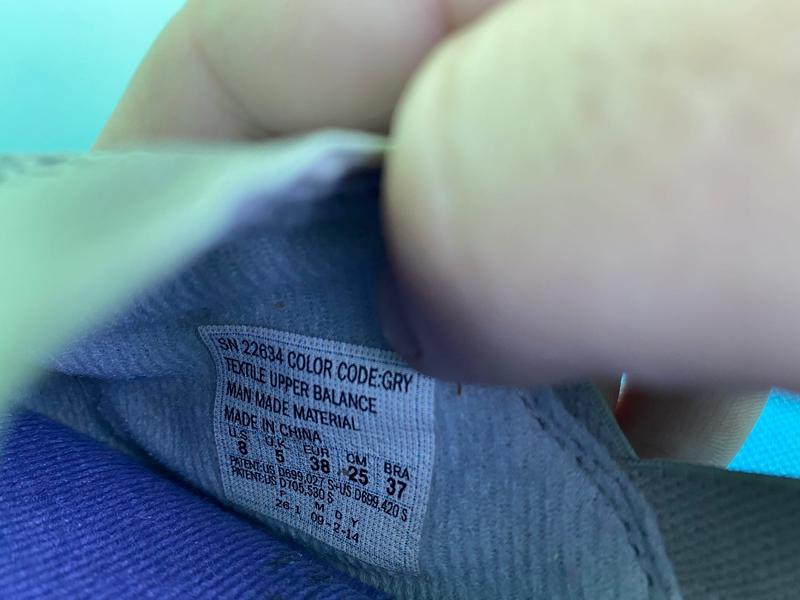 SN 22634 COLOR CODE:GRY
TEXTILE UPPER BALANCE
MAN MADE MATERIAL
MADE IN CHINA
U.S U.K EUR CM BRA
8 5 38 25 37
PATENT:US D699,027 S-US D699,420 S
PATENT:US D706,530 S
F M D Y
26-1 09-2-14